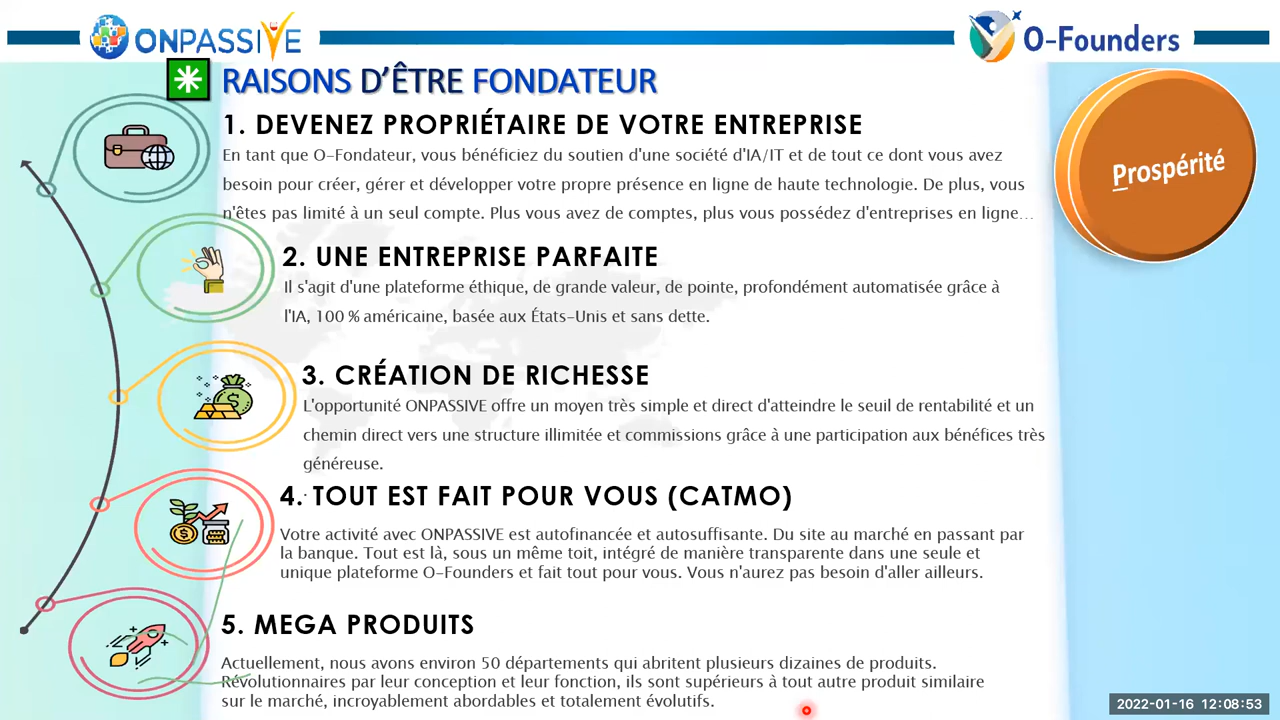 ONPASSIVE
O-Founders
RAISONS D'ÊTRE FONDATEUR
1. DEVENEZ PROPRIÉTAIRE DE VOTRE ENTREPRISE
En tant que O-Fondateur, vous bénéficiez du soutien d'une société d'IA/IT et de tout ce dont vous avez
besoin pour créer, gérer et développer votre propre présence en ligne de haute technologie. De plus, vous
n'êtes pas limité à un seul compte. Plus vous avez de comptes, plus vous possédez d'entreprises en ligne...
Prospérité
2. UNE ENTREPRISE PARFAITE
Il s'agit d'une plateforme éthique, de grande valeur, de pointe, profondément automatisée grâce à
l'IA, 100 % américaine, basée aux États-Unis et sans dette.
3. CRÉATION DE RICHESSE
L'opportunité ONPASSIVE offre un moyen très simple et direct d'atteindre le seuil de rentabilité et un
chemin direct vers une structure illimitée et commissions grâce à une participation aux bénéfices très
généreuse.
4. TOUT EST FAIT POUR VOUS (CATMO)
Votre activité avec ONPASSIVE est autofinancée et autosuffisante. Du site au marché en passant par
la banque. Tout est là, sous un même toit, intégré de manière transparente dans une seule et
unique plateforme O-Founders et fait tout pour vous. Vous n'aurez pas besoin d'aller ailleurs.
5. MEGA PRODUITS
Actuellement, nous avons environ 50 départements qui abritent plusieurs dizaines de produits.
Révolutionnaires par leur conception et leur fonction, ils sont supérieurs à tout autre produit similaire
sur le marché, incroyablement abordables et totalement évolutifs.
2022-01-16 12:08:53